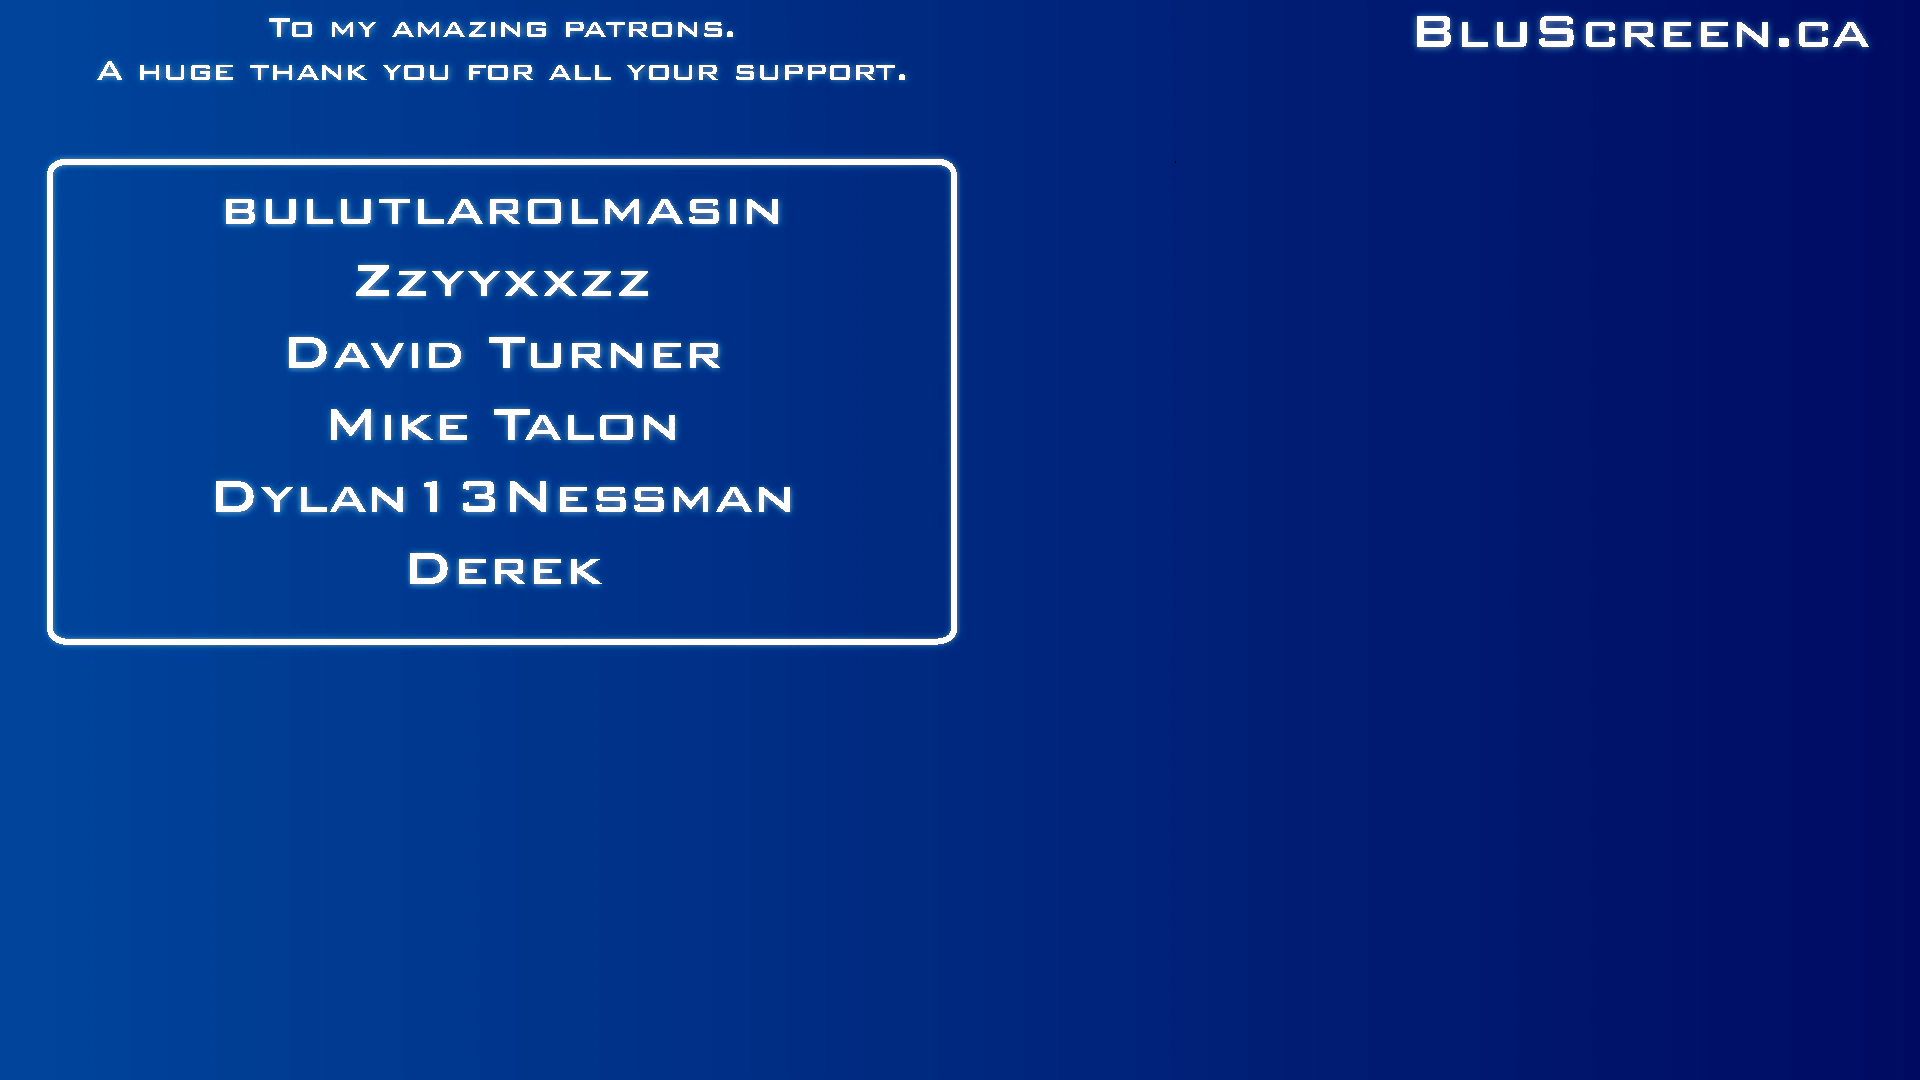 To my amazing patrons.
A huge thank you for all your support.
BluScreen.ca
bulutlarolmasin
Zzyyxxzz
David Turner
Mike Talon
Dylan13Nessman
Derek